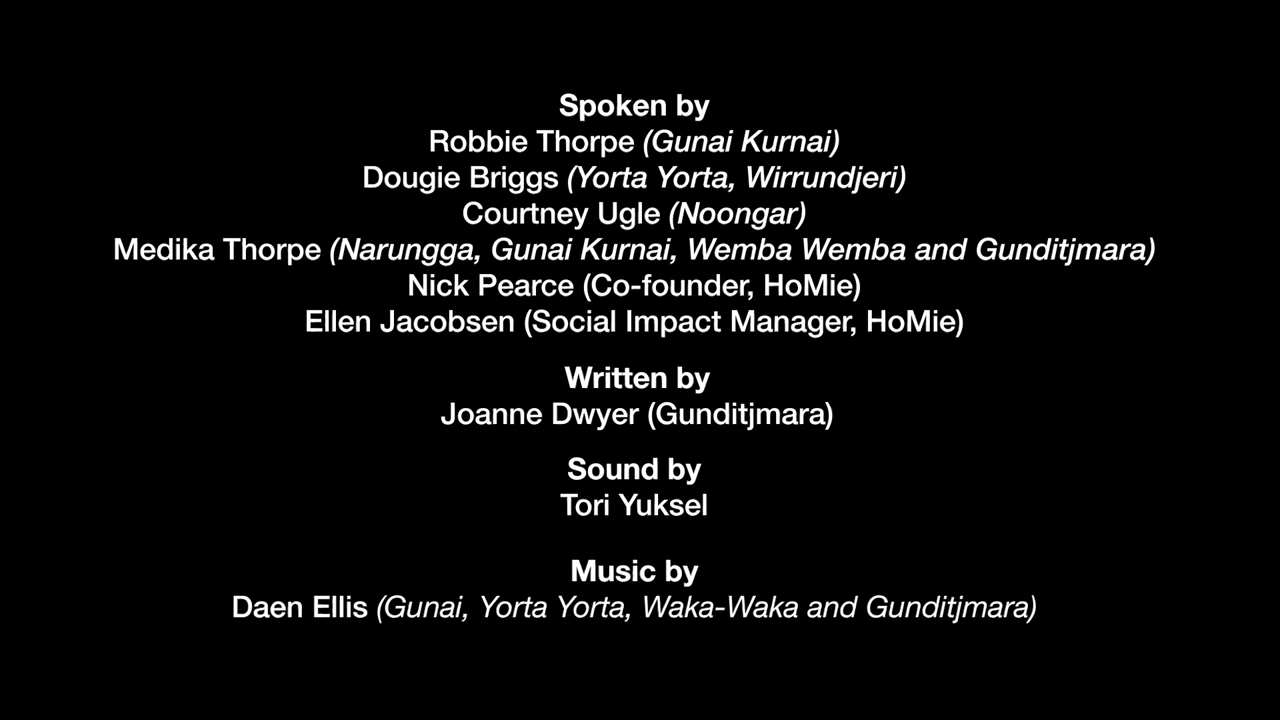 Spoken by
Robbie Thorpe (Gunai Kurnai)
Dougie Briggs (Yorta Yorta, Wirrundjeri)
Courtney Ugle (Noongar)
Medika Thorpe (Narungga, Gunai Kurnai, Wemba Wemba and Gunditjmara)
Nick Pearce (Co-founder, HoMie)
Ellen Jacobsen (Social Impact Manager, HoMie)
Written by
Joanne Dwyer (Gunditjmara)
Sound by
Tori Yuksel
Music by
Daen Ellis (Gunai, Yorta Yorta, Waka-Waka and Gunditjmara)